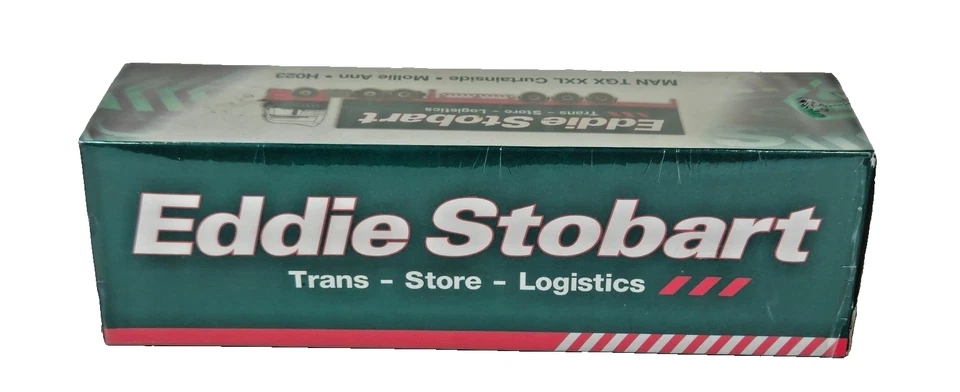 MAN TGX XXL Curtainside • Mollie Ann • H023
Eddie Stobart
Trans - Store - Logistics
Eddie Stobart
Trans - Store - Logistics